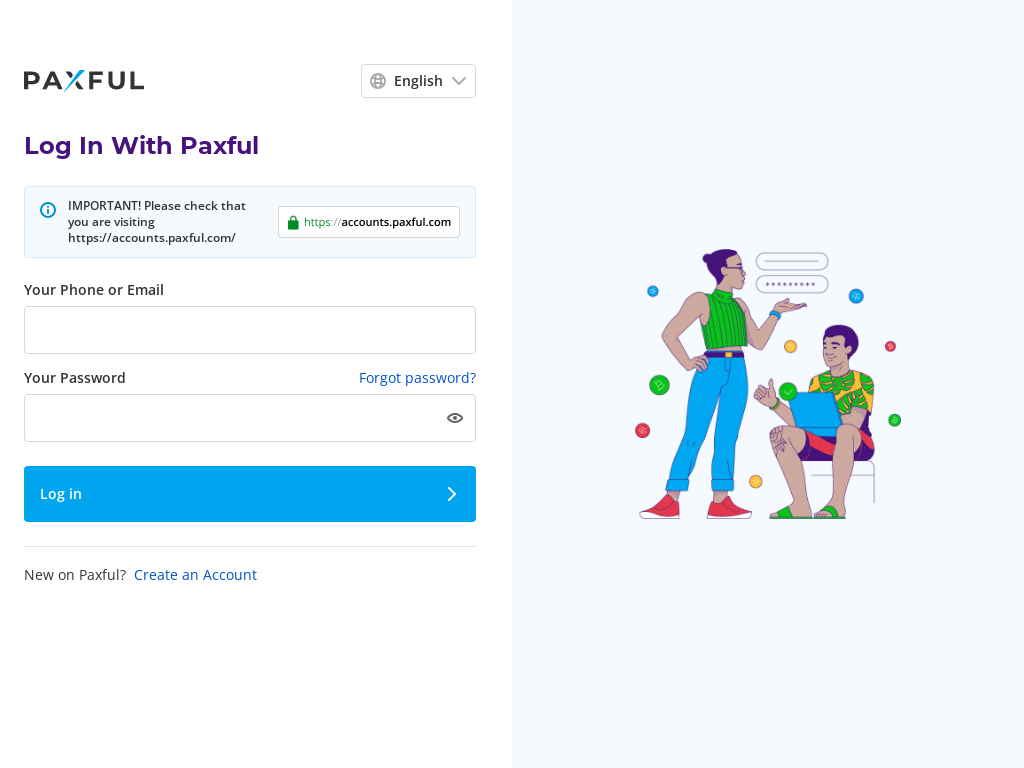 PAXFUL
English
Log In With Paxful
IMPORTANT! Please check that
you are visiting
https://accounts.paxful.com/
https://accounts.paxful.com
Your Phone or Email
Your Password
Forgot password?
Log in
New on Paxful? Create an Account
*********